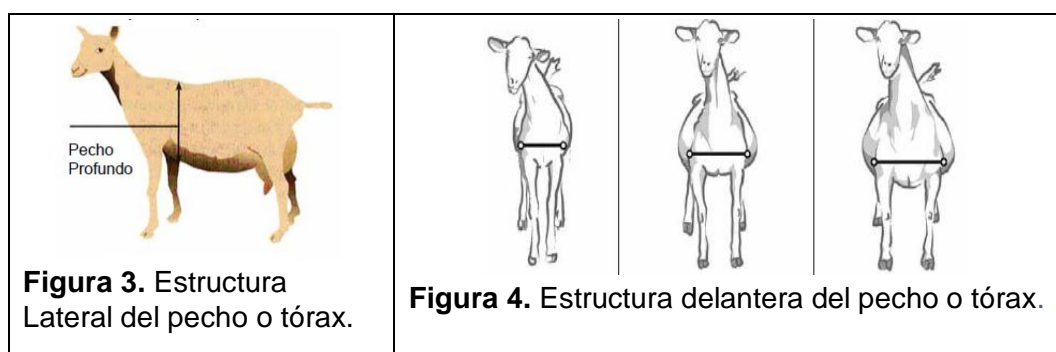 Pecho
Profundo
Figura 3. Estructura
Lateral del pecho o tórax.
Figura 4. Estructura delantera del pecho o tórax.